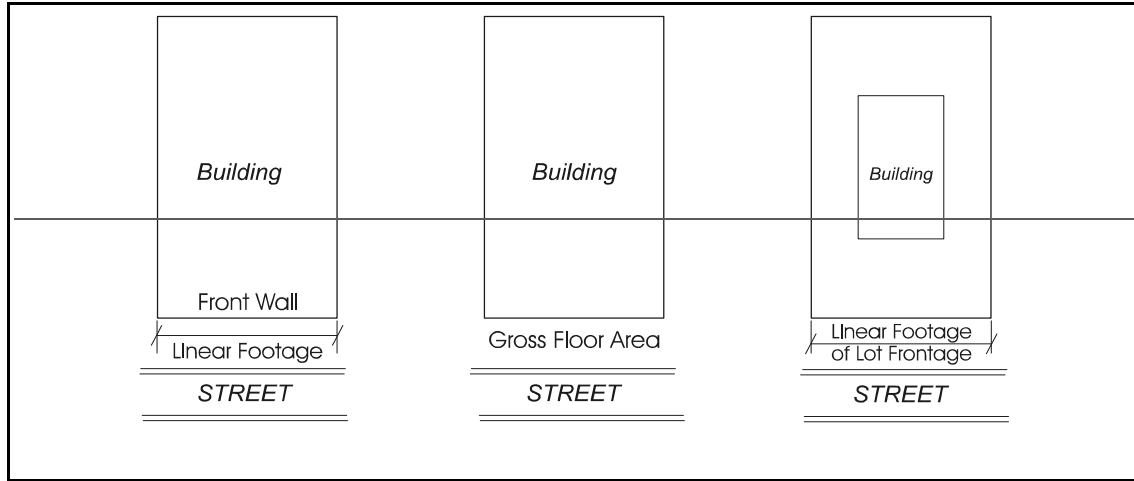 Building
Front Wall
LInear Footage
STREET
Building
Gross Floor Area
STREET
Building
LInear Footage
of Lot Frontage
STREET